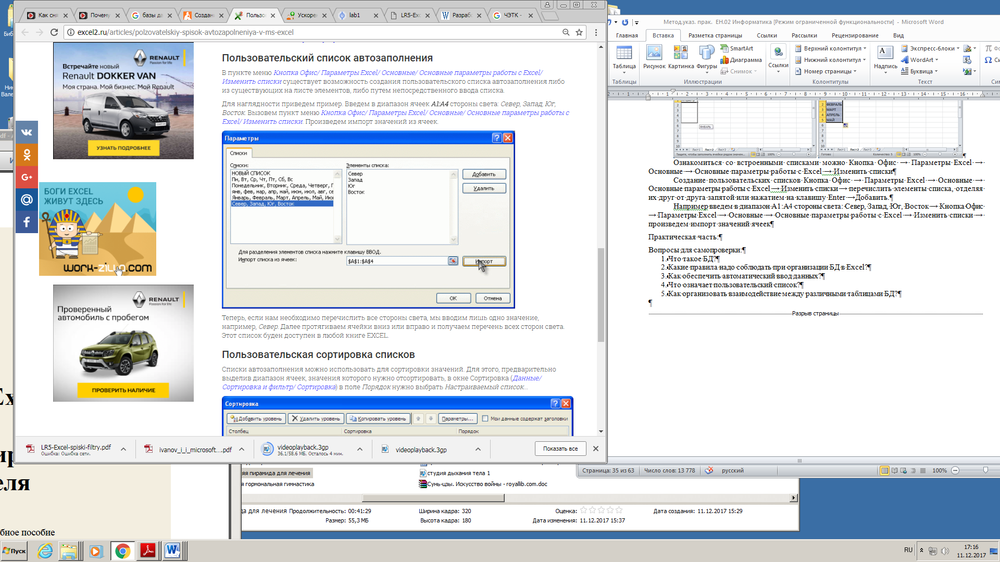 Как сня
Почему
базы да
Создан
Пользо
Ускоре
lab1
LR5-Exc
Разраб
ЧЭТК -
excel2.ru/articles/polzovatelskiy-spisok-avtozapolneniya-v-ms-excel
RENAULT
Passion for life
Встречайте новый
Renault DOKKER VAN
Моя страна. Мой бизнес. Мой Renault
УЗНАТЬ ПОДРОБНЕЕ
БОГИ EXCEL
ЖИВУТ ЗДЕСЬ
work-zilla.com
RENAULT
Passion for life
Проверенный
автомобиль с пробегом
ПРОВЕРИТЬ НАЛИЧИЕ
Пользовательский список автозаполнения
В пункте меню Кнопка Офис/ Параметры Excel/ Основные/ Основные параметры работы с Excel/
Изменить списки существует возможность создания пользовательского списка автозаполнения либо
из существующих на листе элементов, либо путем непосредственного ввода списка.
Для наглядности приведем пример. Введем в диапазон ячеек A1:A4 стороны света: Север, Запад, Юг,
Восток. Вызовем пункт меню Кнопка Офис/ Параметры Excel/ Основные/ Основные параметры работы с
Excel/ Изменить списки. Произведем импорт значений из ячеек.
Параметры
Списки
Списки:
НОВЫЙ СПИСОК
Пн, Вт, Ср, Чт, Пт, Сб, Вс
Понедельник, Вторник, Среда, Четверг, П
янв, фев, мар, апр, май, июн, июл, авг, се
Январь, Февраль, Март, Апрель, Май, Ию
Север, Запад, Юг, Восток
Элементы списка:
Север
Запад
Юг
Восток
Добавить
Удалить
Для разделения элементов списка нажмите клавишу ВВОД.
Импорт списка из ячеек:
$A$1:$A$4
Импорт
ОК
Отмена
Теперь, если нам необходимо перечислить все стороны света, мы вводим лишь одно значение,
например, Север. Далее протягиваем ячейки вниз или вправо и получаем перечень всех сторон света.
Этот список буден доступен в любой книге EXCEL.
Пользовательская сортировка списков
Списки автозаполнения можно использовать для сортировки значений. Для этого, предварительно
выделив диапазон ячеек, значения которого нужно отсортировать, в окне Сортировка (Данные/
Сортировка и фильтр/ Сортировка) в поле Порядок нужно выбрать Настраиваемый список...
Сортировка
Добавить уровень
Удалить уровень
Копировать уровень
Параметры...
Мои данные содержат заголовки
Столбец
Сортировка
Порядок
LR5-Excel-spiski-filtry.pdf
Ошибка: Ошибка сети.
ivanov_i_i_microsoft....pdf
videoplayback.3gp
36,1/58,6 МБ, Осталось 4 мин.
videoplayback.3gp
Показать все
Метод.указ. прак. ЕН.02 Информатика [Режим ограниченной функциональности] - Microsoft Word
Главная
Вставка
Разметка страницы
Ссылки
Рассылки
Рецензирование
Вид
Таблица
Таблицы
Рисунок
Картинка
Фигуры
SmartArt
Диаграмма
Снимок
Иллюстрации
Ссылки
Верхний колонтитул
Нижний колонтитул
Номер страницы
Колонтитулы
Надпись
Экспресс-блоки
WordArt
Буквица
Текст
ЯНВАРЬ
ФЕВРАЛЬ
МАРТ
АПРЕЛЬ
МАЙ
Ознакомиться со встроенными списками можно Кнопка Офис → Параметры Excel →
Основные → Основные параметры работы с Excel → Изменить списки¶
Создание пользовательских списков Кнопка Офис → Параметры Excel → Основные →
Основные параметры работы с Excel → Изменить списки → перечислить элементы списка, отделяя
их друг от друга запятой или нажатием на клавишу Enter → Добавить.¶
Например введем в диапазон A1:A4 стороны света: Север, Запад, Юг, Восток → Кнопка Офис
→ Параметры Excel → Основные → Основные параметры работы с Excel → Изменить списки →
произведем импорт значений ячеек¶
Практическая часть:¶
Вопросы для самопроверки:¶
1. Что такое БД?¶
2. Какие правила надо соблюдать при организации БД в Excel?¶
3. Как обеспечить автоматический ввод данных?¶
4. Что означает пользовательский список?¶
5. Как организовать взаимодействие между различными таблицами БД?¶
¶
Разрыв страницы
Страница: 35 из 63
Число слов: 13 778
русский
100%
яя пирамида для лечения
я гормональная гимнастика
студия дыхания тела 1
Сунь-цзы. Искусство войны - royallib.com.doc
да для лечения Продолжительность: 00:41:29
Размер: 55,3 МБ
Ширина кадра: 320
Высота кадра: 180
Оценка:
Дата изменения: 11.12.2017 15:37
Дата создания: 11.12.2017 15:29
еля
бное пособие
Пуск
RU
17:16
11.12.2017